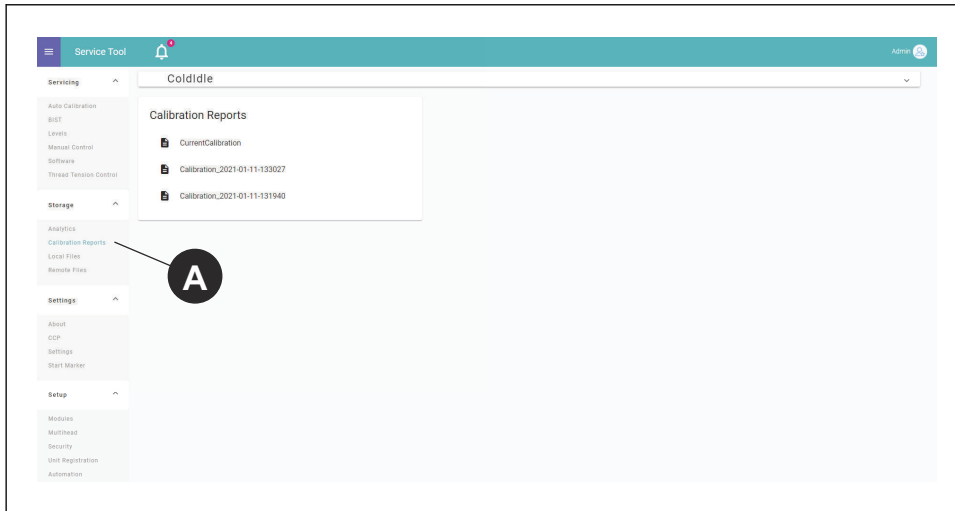 Service Tool
4
Admin
Servicing
Auto Calibration
BIST
Levels
Manual Control
Software
Thread Tension Control
Storage
Analytics
Calibration Reports
Local Files
Remote Files
Settings
About
CCP
Settings
Start Marker
Setup
Modules
Multihead
Security
Unit Registration
Automation
ColdIdle
Calibration Reports
CurrentCalibration
Calibration_2021-01-11-133027
Calibration_2021-01-11-131940
A